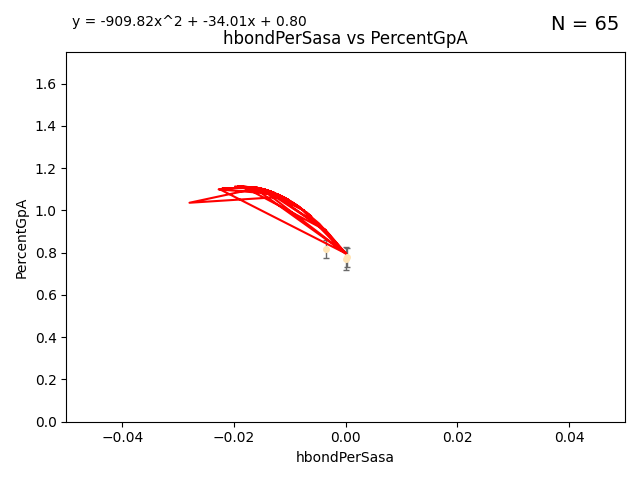 y = -909.82x^2 + -34.01x + 0.80
N = 65
hbondPerSasa vs PercentGpA
1.6
1.4
1.2
1.0
0.8
0.6
0.4
0.2
0.0
PercentGpA
−0.04 −0.02 0.00 0.02 0.04
hbondPerSasa